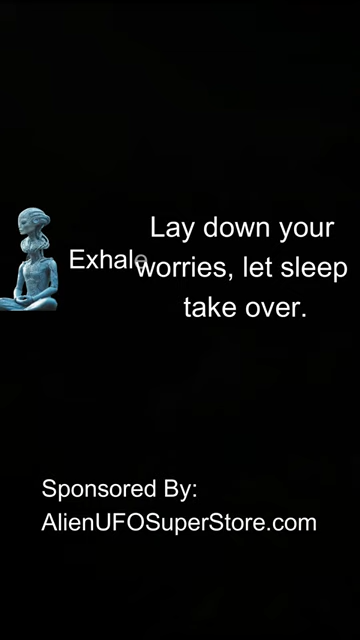 Exhale
Lay down your
worries, let sleep
take over.
Sponsored By:
AlienUFOSuperStore.com